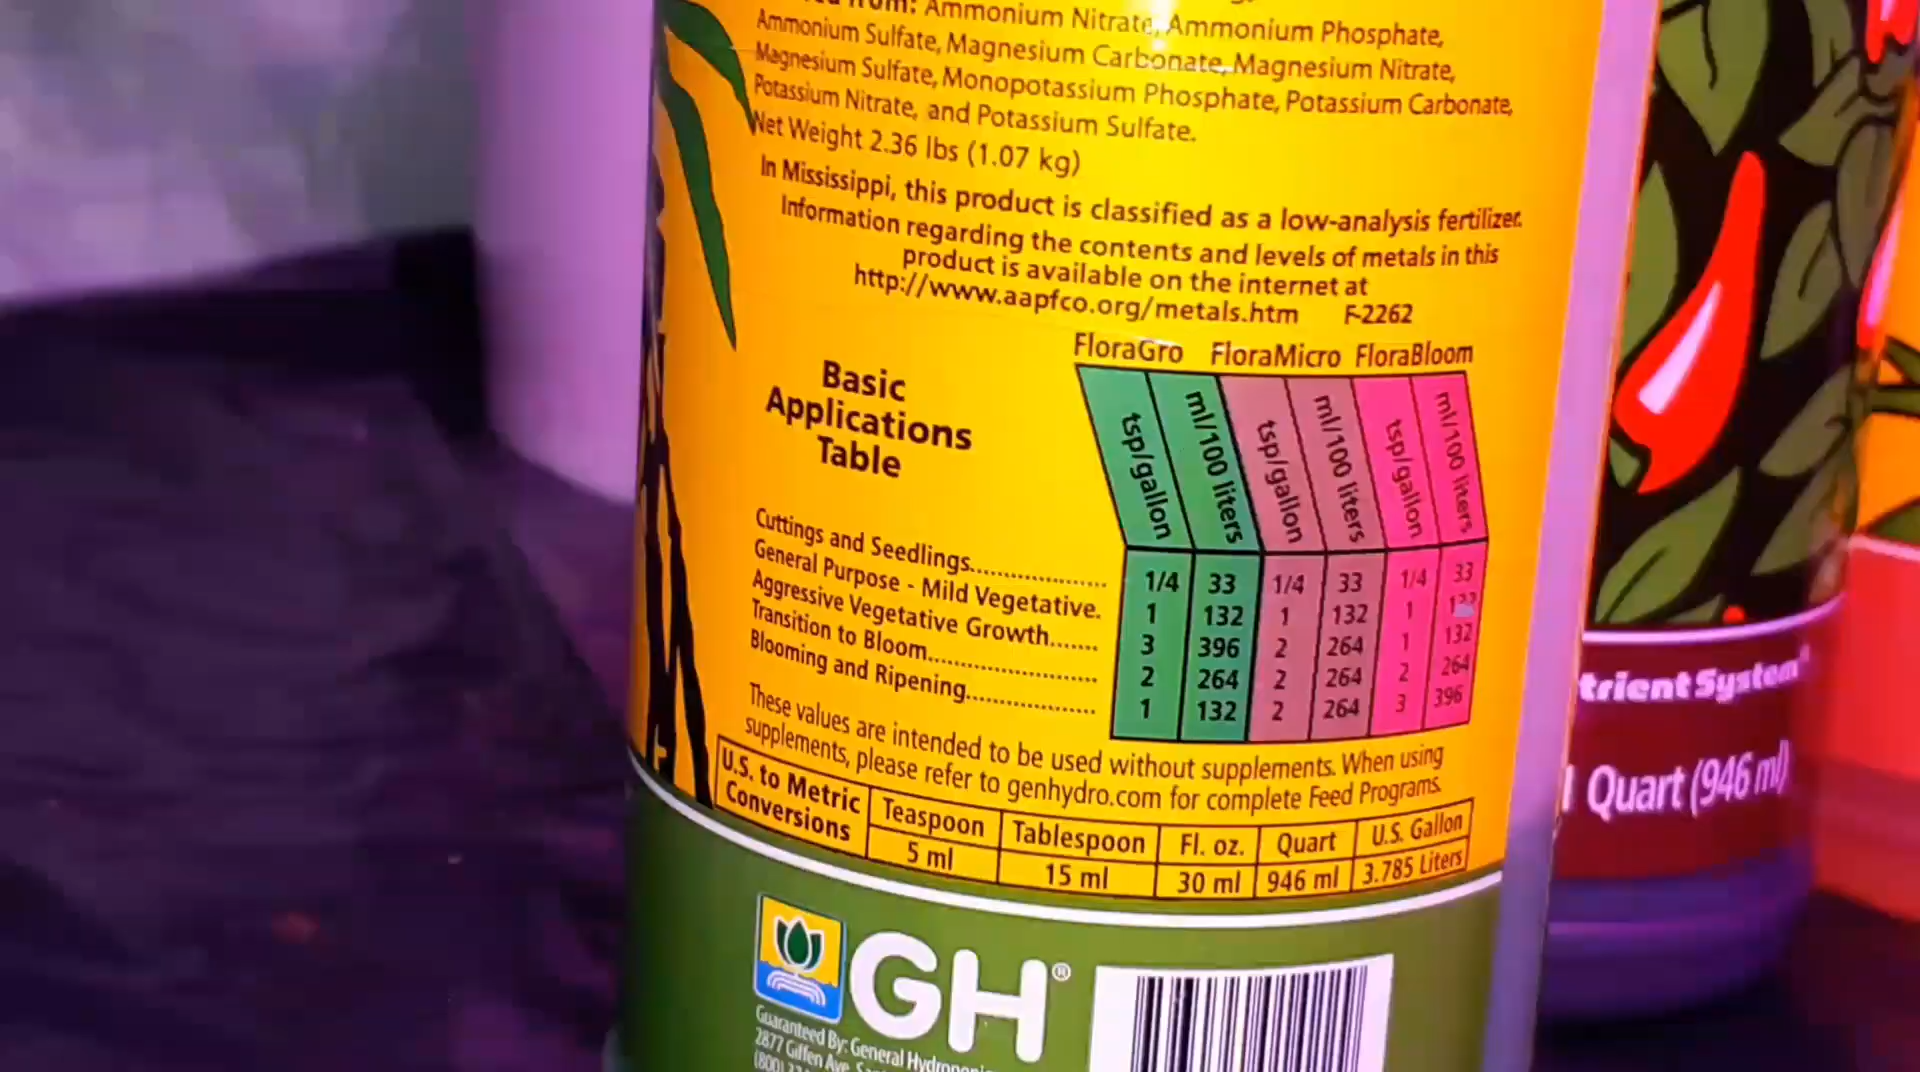 from: Ammonium Nitrate, Ammonium Phosphate,
Ammonium Sulfate, Magnesium Carbonate, Magnesium Nitrate,
Magnesium Sulfate, Monopotassium Phosphate, Potassium Carbonate,
Potassium Nitrate, and Potassium Sulfate.
Net Weight 2.36 lbs (1.07 kg)
In Mississippi, this product is classified as a low-analysis fertilizer.
Information regarding the contents and levels of metals in this
product is available on the internet at
http://www.aapfco.org/metals.htm F-2262
FloraGro FloraMicro FloraBloom
Basic
Applications
Table
tsp/gallon ml/100 liters tsp/gallon ml/100 liters tsp/gallon ml/100 liters
Cuttings and Seedlings.................... 1/4 33 1/4 33 1/4 33
General Purpose - Mild Vegetative. 1 132 1 132 1 132
Aggressive Vegetative Growth....... 3 396 2 264 1 132
Transition to Bloom......................... 2 264 2 264 2 264
Blooming and Ripening................... 1 132 2 264 3 396
These values are intended to be used without supplements. When using
supplements, please refer to genhydro.com for complete Feed Programs.
U.S. to Metric
Conversions
Teaspoon Tablespoon Fl. oz. Quart U.S. Gallon
5 ml 15 ml 30 ml 946 ml 3.785 Liters
GH®
Guaranteed By: General
2877 Giffen Ave.
(800)
trient System
1 Quart (946 ml)